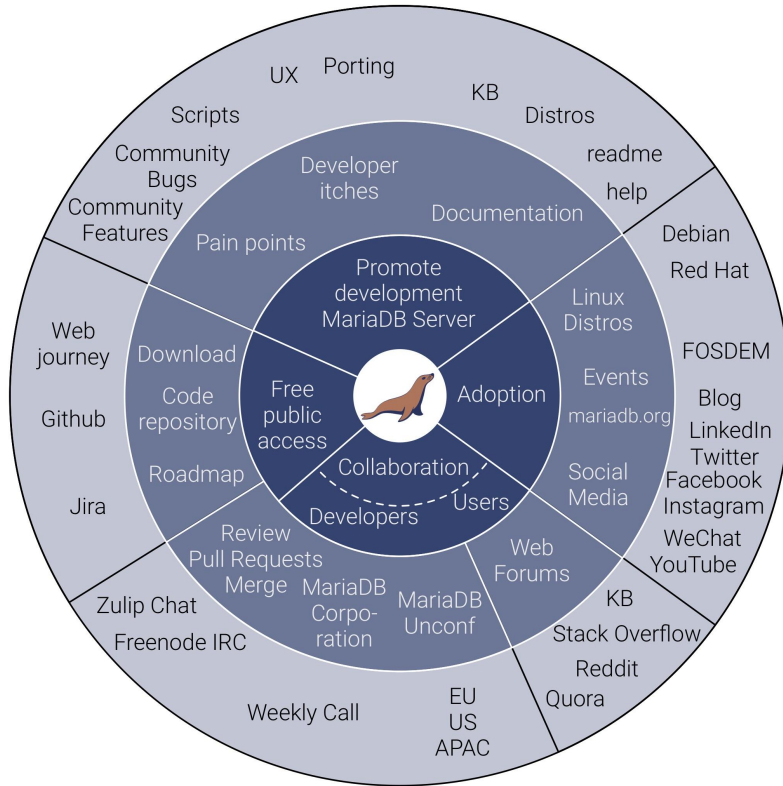 UX
Porting
KB
Scripts
Distros
Community
Bugs
readme
Community
Features
help
Developer
itches
Documentation
Pain points
Promote
development
MariaDB Server
Debian
Red Hat
FOSDEM
Blog
LinkedIn
Twitter
Facebook
Instagram
WeChat
YouTube
Linux
Distros
Events
mariadb.org
Social
Media
Adoption
Web
journey
Github
Jira
Download
Code
repository
Roadmap
Free
public
access
Collaboration
Developers
Users
Review
Pull Requests
Merge
MariaDB
Corpo-
ration
MariaDB
Unconf
Web
Forums
Zulip Chat
Freenode IRC
Weekly Call
EU
US
APAC
KB
Stack Overflow
Reddit
Quora